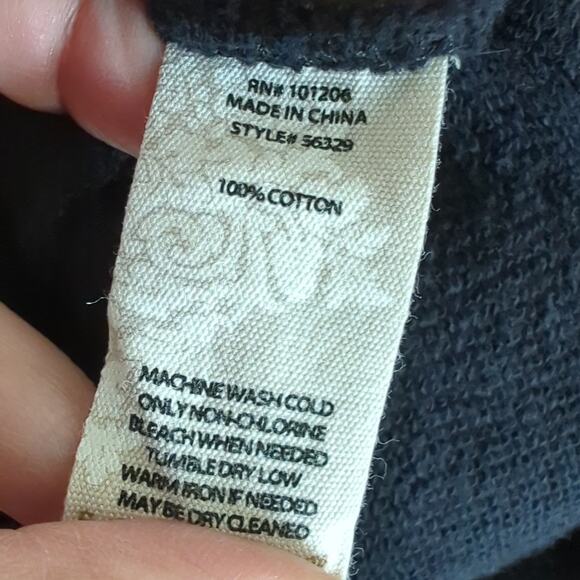 RN# 101206
MADE IN CHINA
STYLE# 56329
100% COTTON
MACHINE WASH COLD
ONLY NON-CHLORINE
BLEACH WHEN NEEDED
TUMBLE DRY LOW
WARM IRON IF NEEDED
MAY BE DRY CLEANED